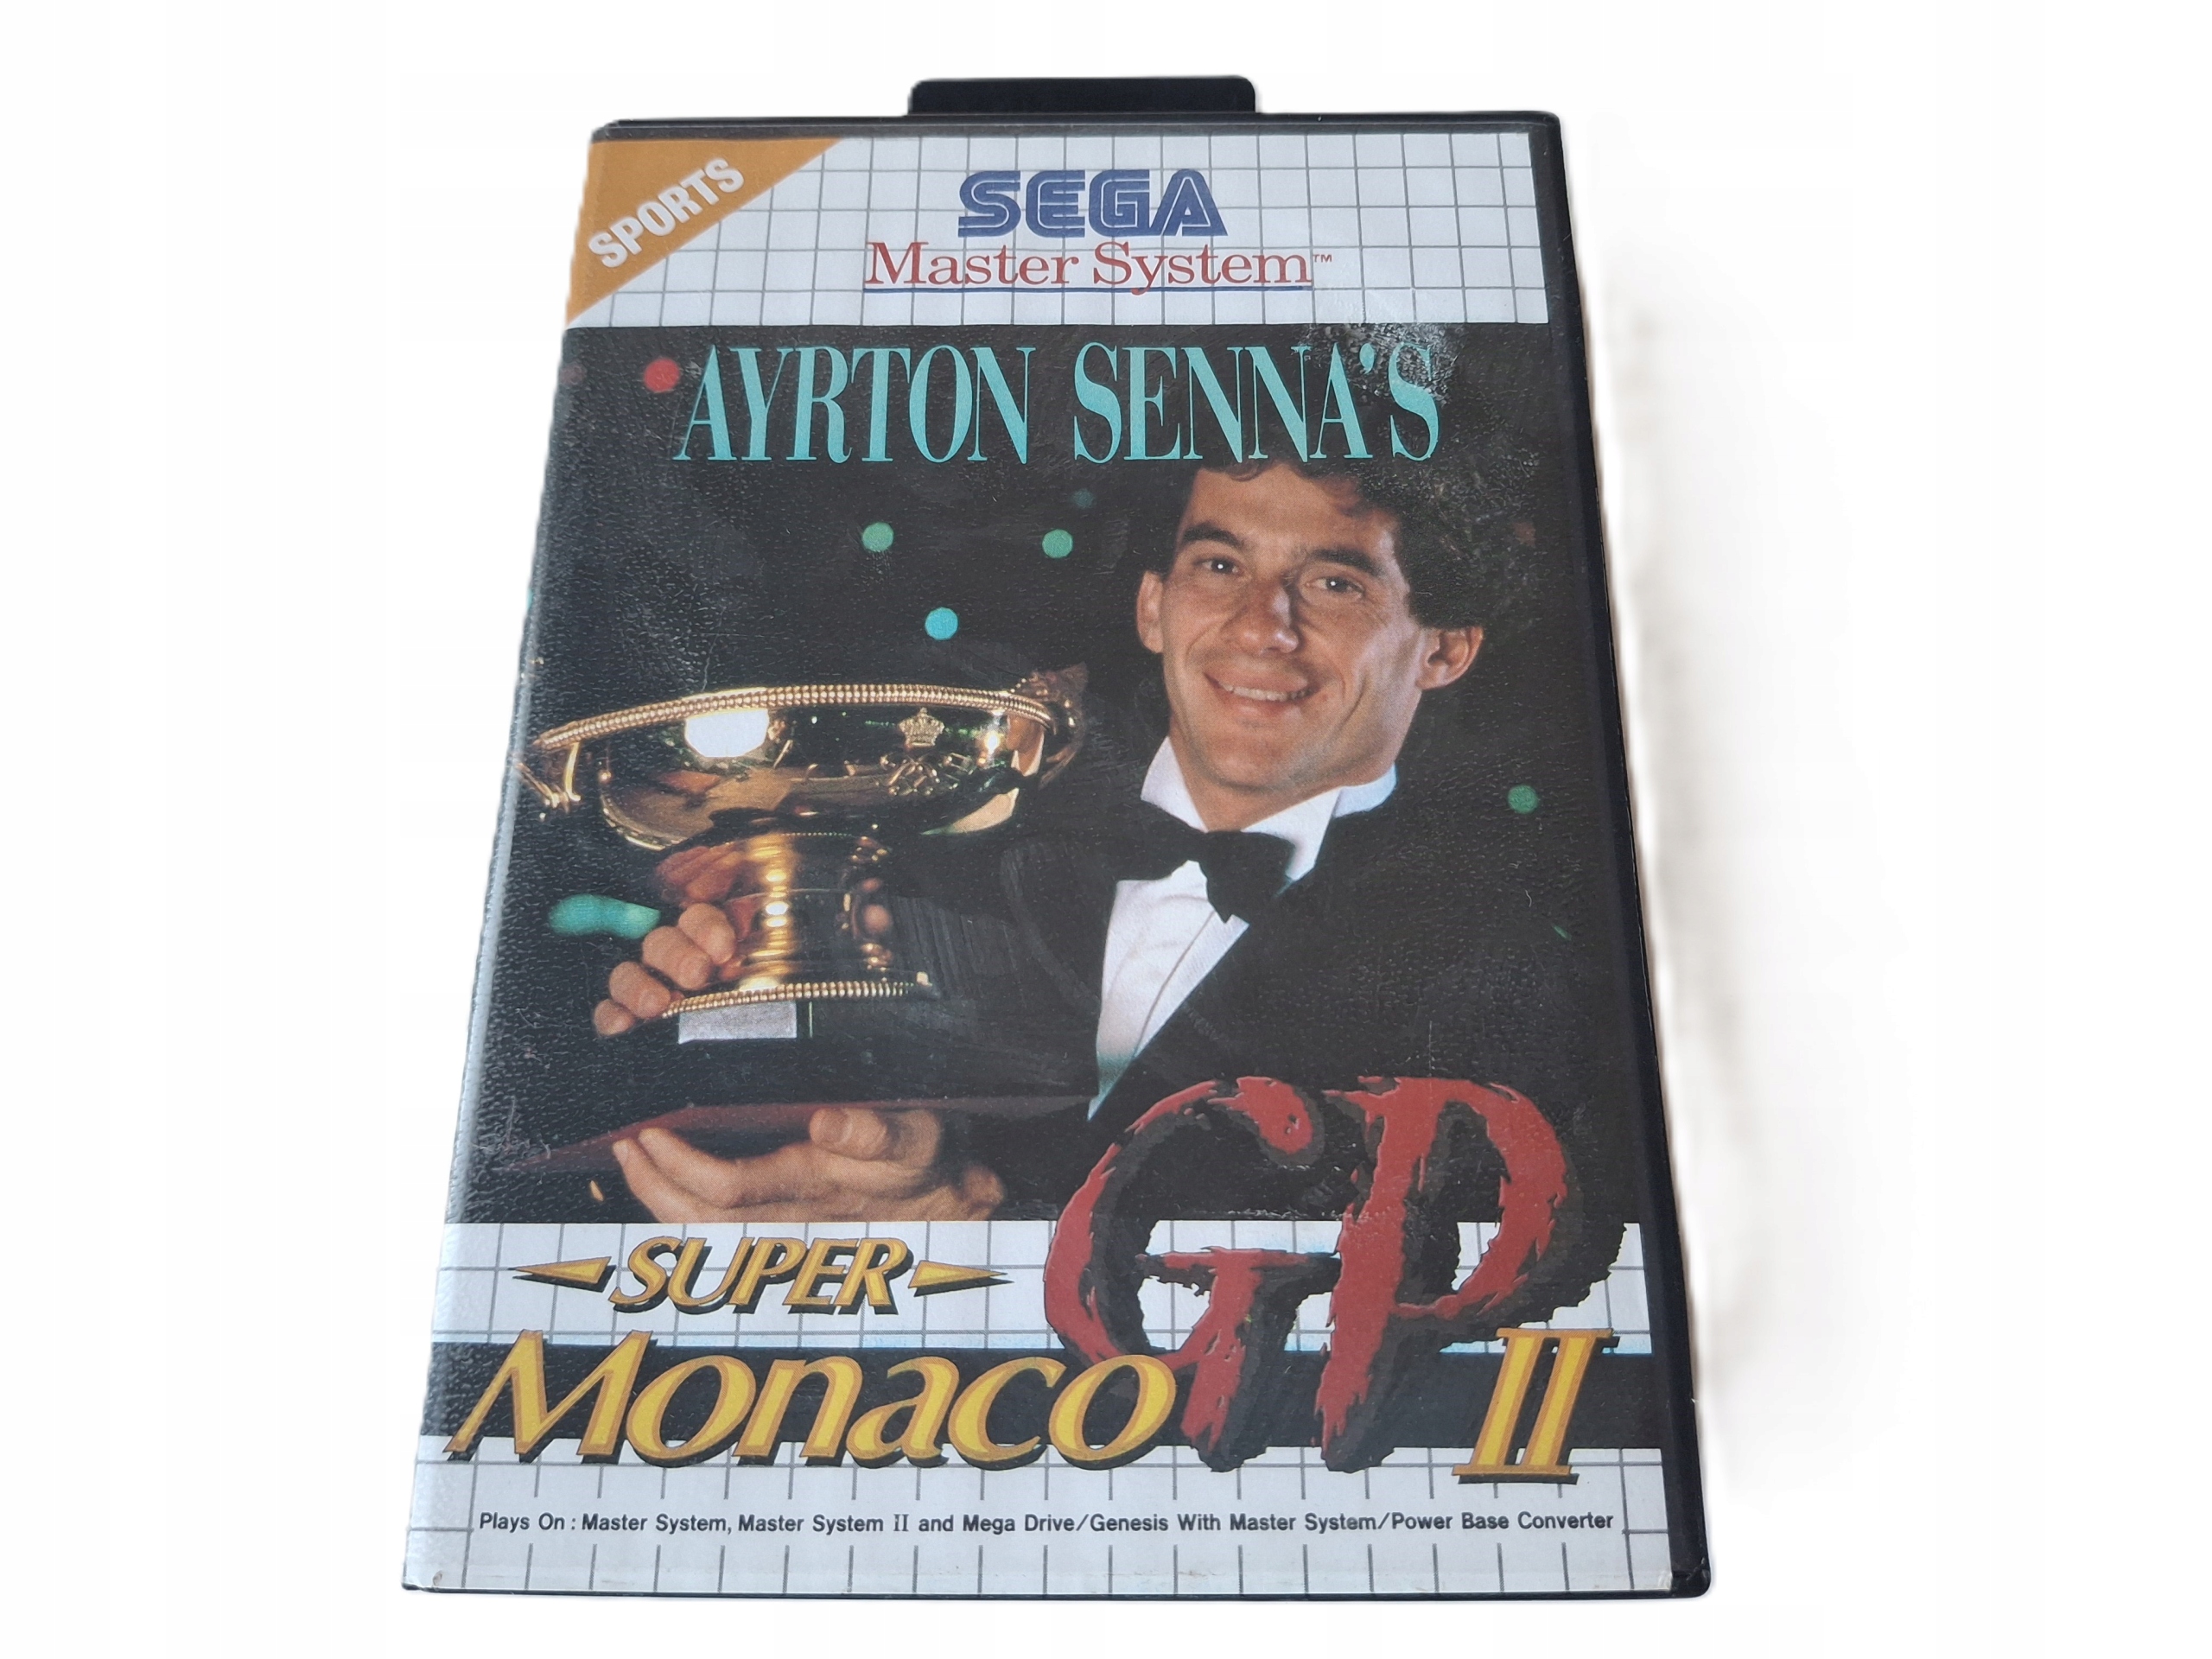 SPORTS
SEGA
Master System™
AYRTON SENNA'S
SUPER
Monaco GP II
Plays On : Master System, Master System II and Mega Drive/Genesis With Master System/Power Base Converter